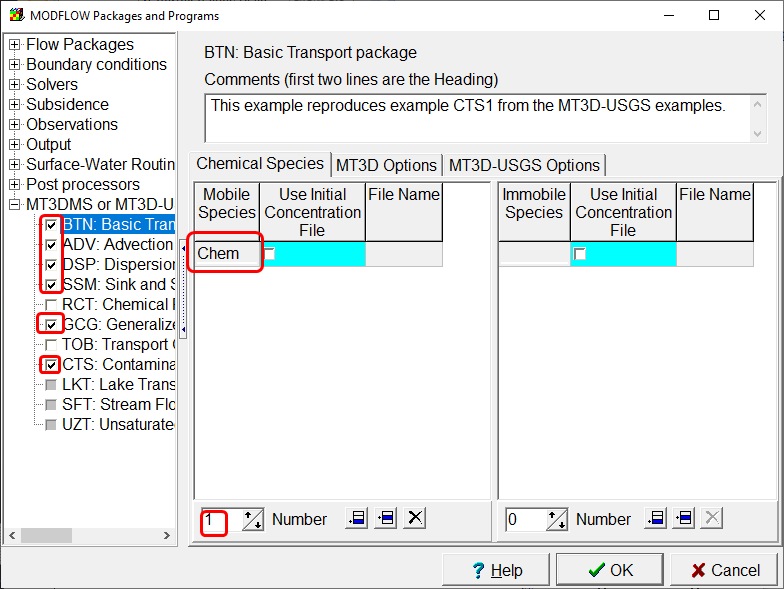 MODFLOW Packages and Programs
Flow Packages
Boundary conditions
Solvers
Subsidence
Observations
Output
Surface-Water Routin
Post processors
MT3DMS or MT3D-U
BTN: Basic Tran
ADV: Advection
DSP: Dispersion
SSM: Sink and S
RCT: Chemical R
GCG: Generalize
TOB: Transport O
CTS: Contamina
LKT: Lake Trans
SFT: Stream Flo
UZT: Unsaturate
BTN: Basic Transport package
Comments (first two lines are the Heading)
This example reproduces example CTS1 from the MT3D-USGS examples.
Chemical Species MT3D Options MT3D-USGS Options
Mobile Species Use Initial Concentration File File Name
Chem
1 Number
Immobile Species Use Initial Concentration File File Name
0 Number
? Help OK Cancel